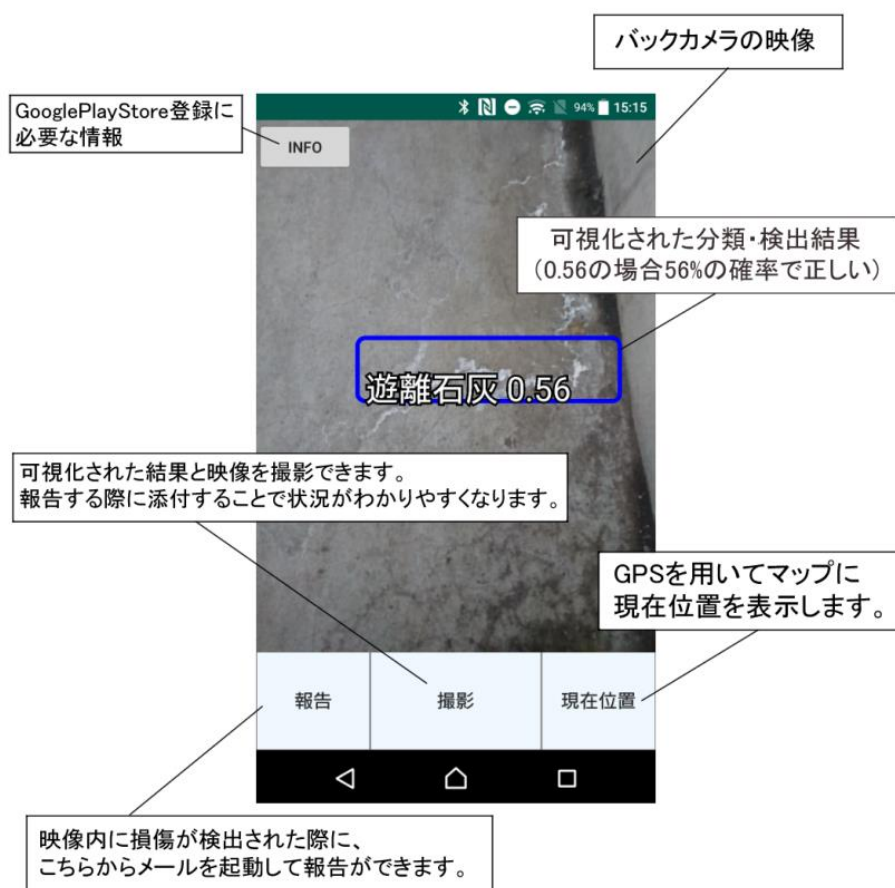 バックカメラの映像
GooglePlayStore登録に
必要な情報
94% 15:15
INFO
可視化された分類・検出結果
(0.56の場合56%の確率で正しい)
遊離石灰 0.56
可視化された結果と映像を撮影できます。
報告する際に添付することで状況がわかりやすくなります。
GPSを用いてマップに
現在位置を表示します。
報告
撮影
現在位置
映像内に損傷が検出された際に、
こちらからメールを起動して報告ができます。